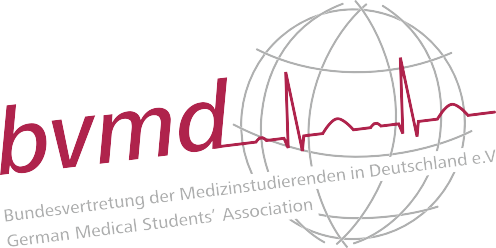 bvmd
Bundesvertretung der Medizinstudierenden in Deutschland e.V
German Medical Students' Association